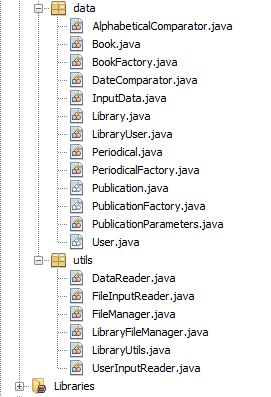 data
AlphabeticalComparator.java
Book.java
BookFactory.java
DateComparator.java
InputData.java
Library.java
LibraryUser.java
Periodical.java
PeriodicalFactory.java
Publication.java
PublicationFactory.java
PublicationParameters.java
User.java
utils
DataReader.java
FileInputReader.java
FileManager.java
LibraryFileManager.java
LibraryUtils.java
UserInputReader.java
Libraries